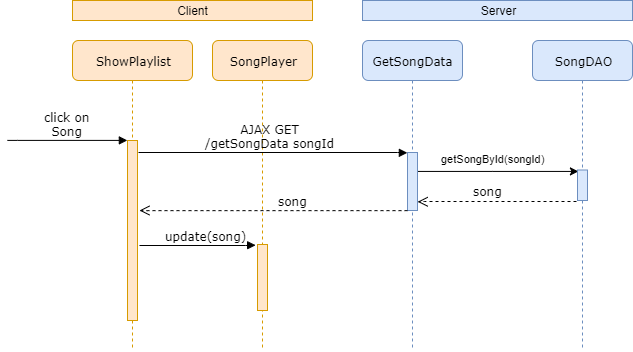 Client
Server
ShowPlaylist
SongPlayer
GetSongData
SongDAO
click on
Song
AJAX GET
/getSongData songId
getSongById(songId)
song
song
update(song)